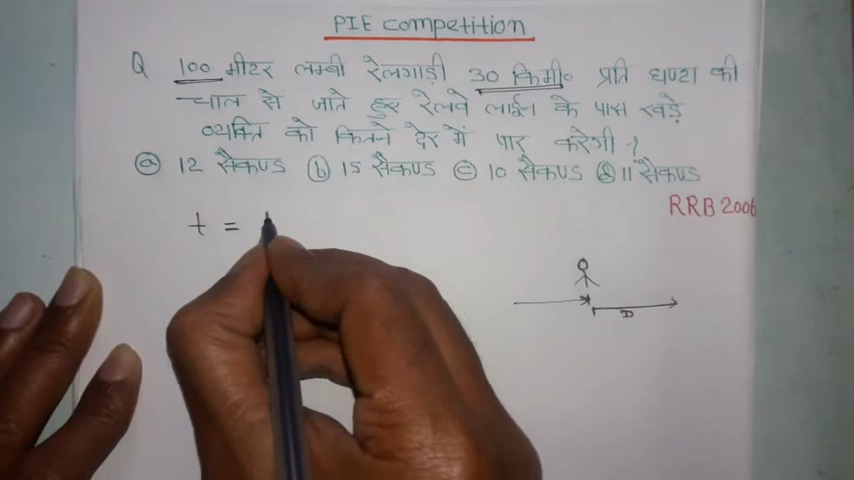 PIE competition
Q 100 मीटर लम्बी रेलगाड़ी 30 किमी० प्रति घण्टा की
चाल से जाते हुए रेलवे लाईन के पास खड़े
व्यक्ति को कितने देर में पार करेगी ?
(a) 12 सैकण्ड (b) 15 सैकण्ड (c) 10 सैकण्ड (d) 11 सैकण्ड
RRB 2006
t =
D